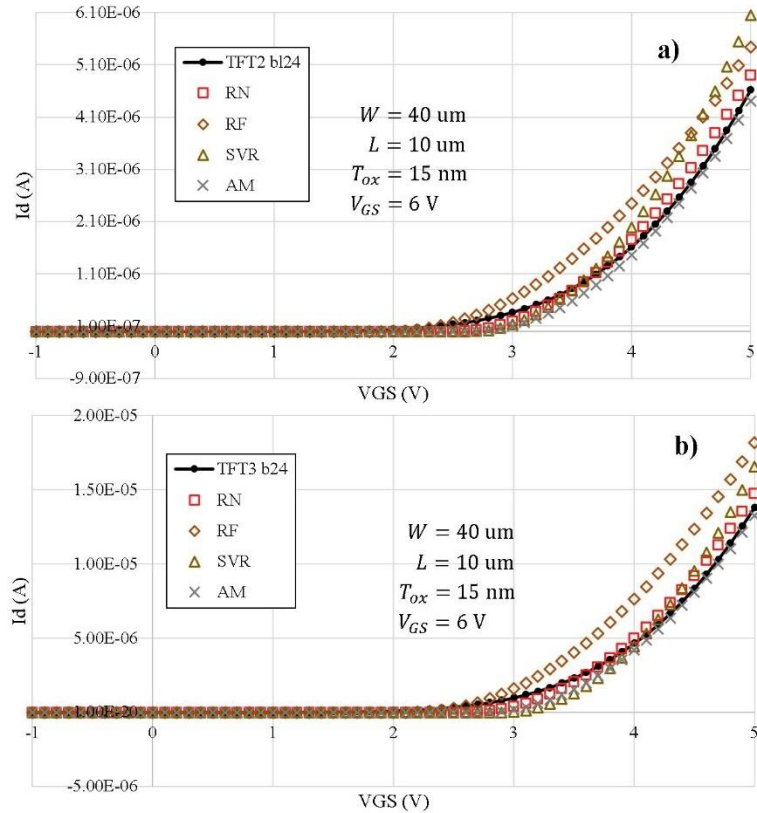 6.10E-06
a)
TFT2 bl24
5.10E-06
RN
W = 40 um
4.10E-06
RF
L = 10 um
SVR
3.10E-06
T_ox = 15 nm
AM
V_GS = 6 V
Id (A)
2.10E-06
1.10E-06
1.00E-07
-1 0 1 2 3 4 5
-9.00E-07
VGS (V)
2.00E-05
b)
TFT3 b24
1.50E-05
RN
RF
W = 40 um
SVR
L = 10 um
1.00E-05
AM
T_ox = 15 nm
V_GS = 6 V
Id (A)
5.00E-06
1.00E-20
-1 0 1 2 3 4 5
-5.00E-06
VGS (V)